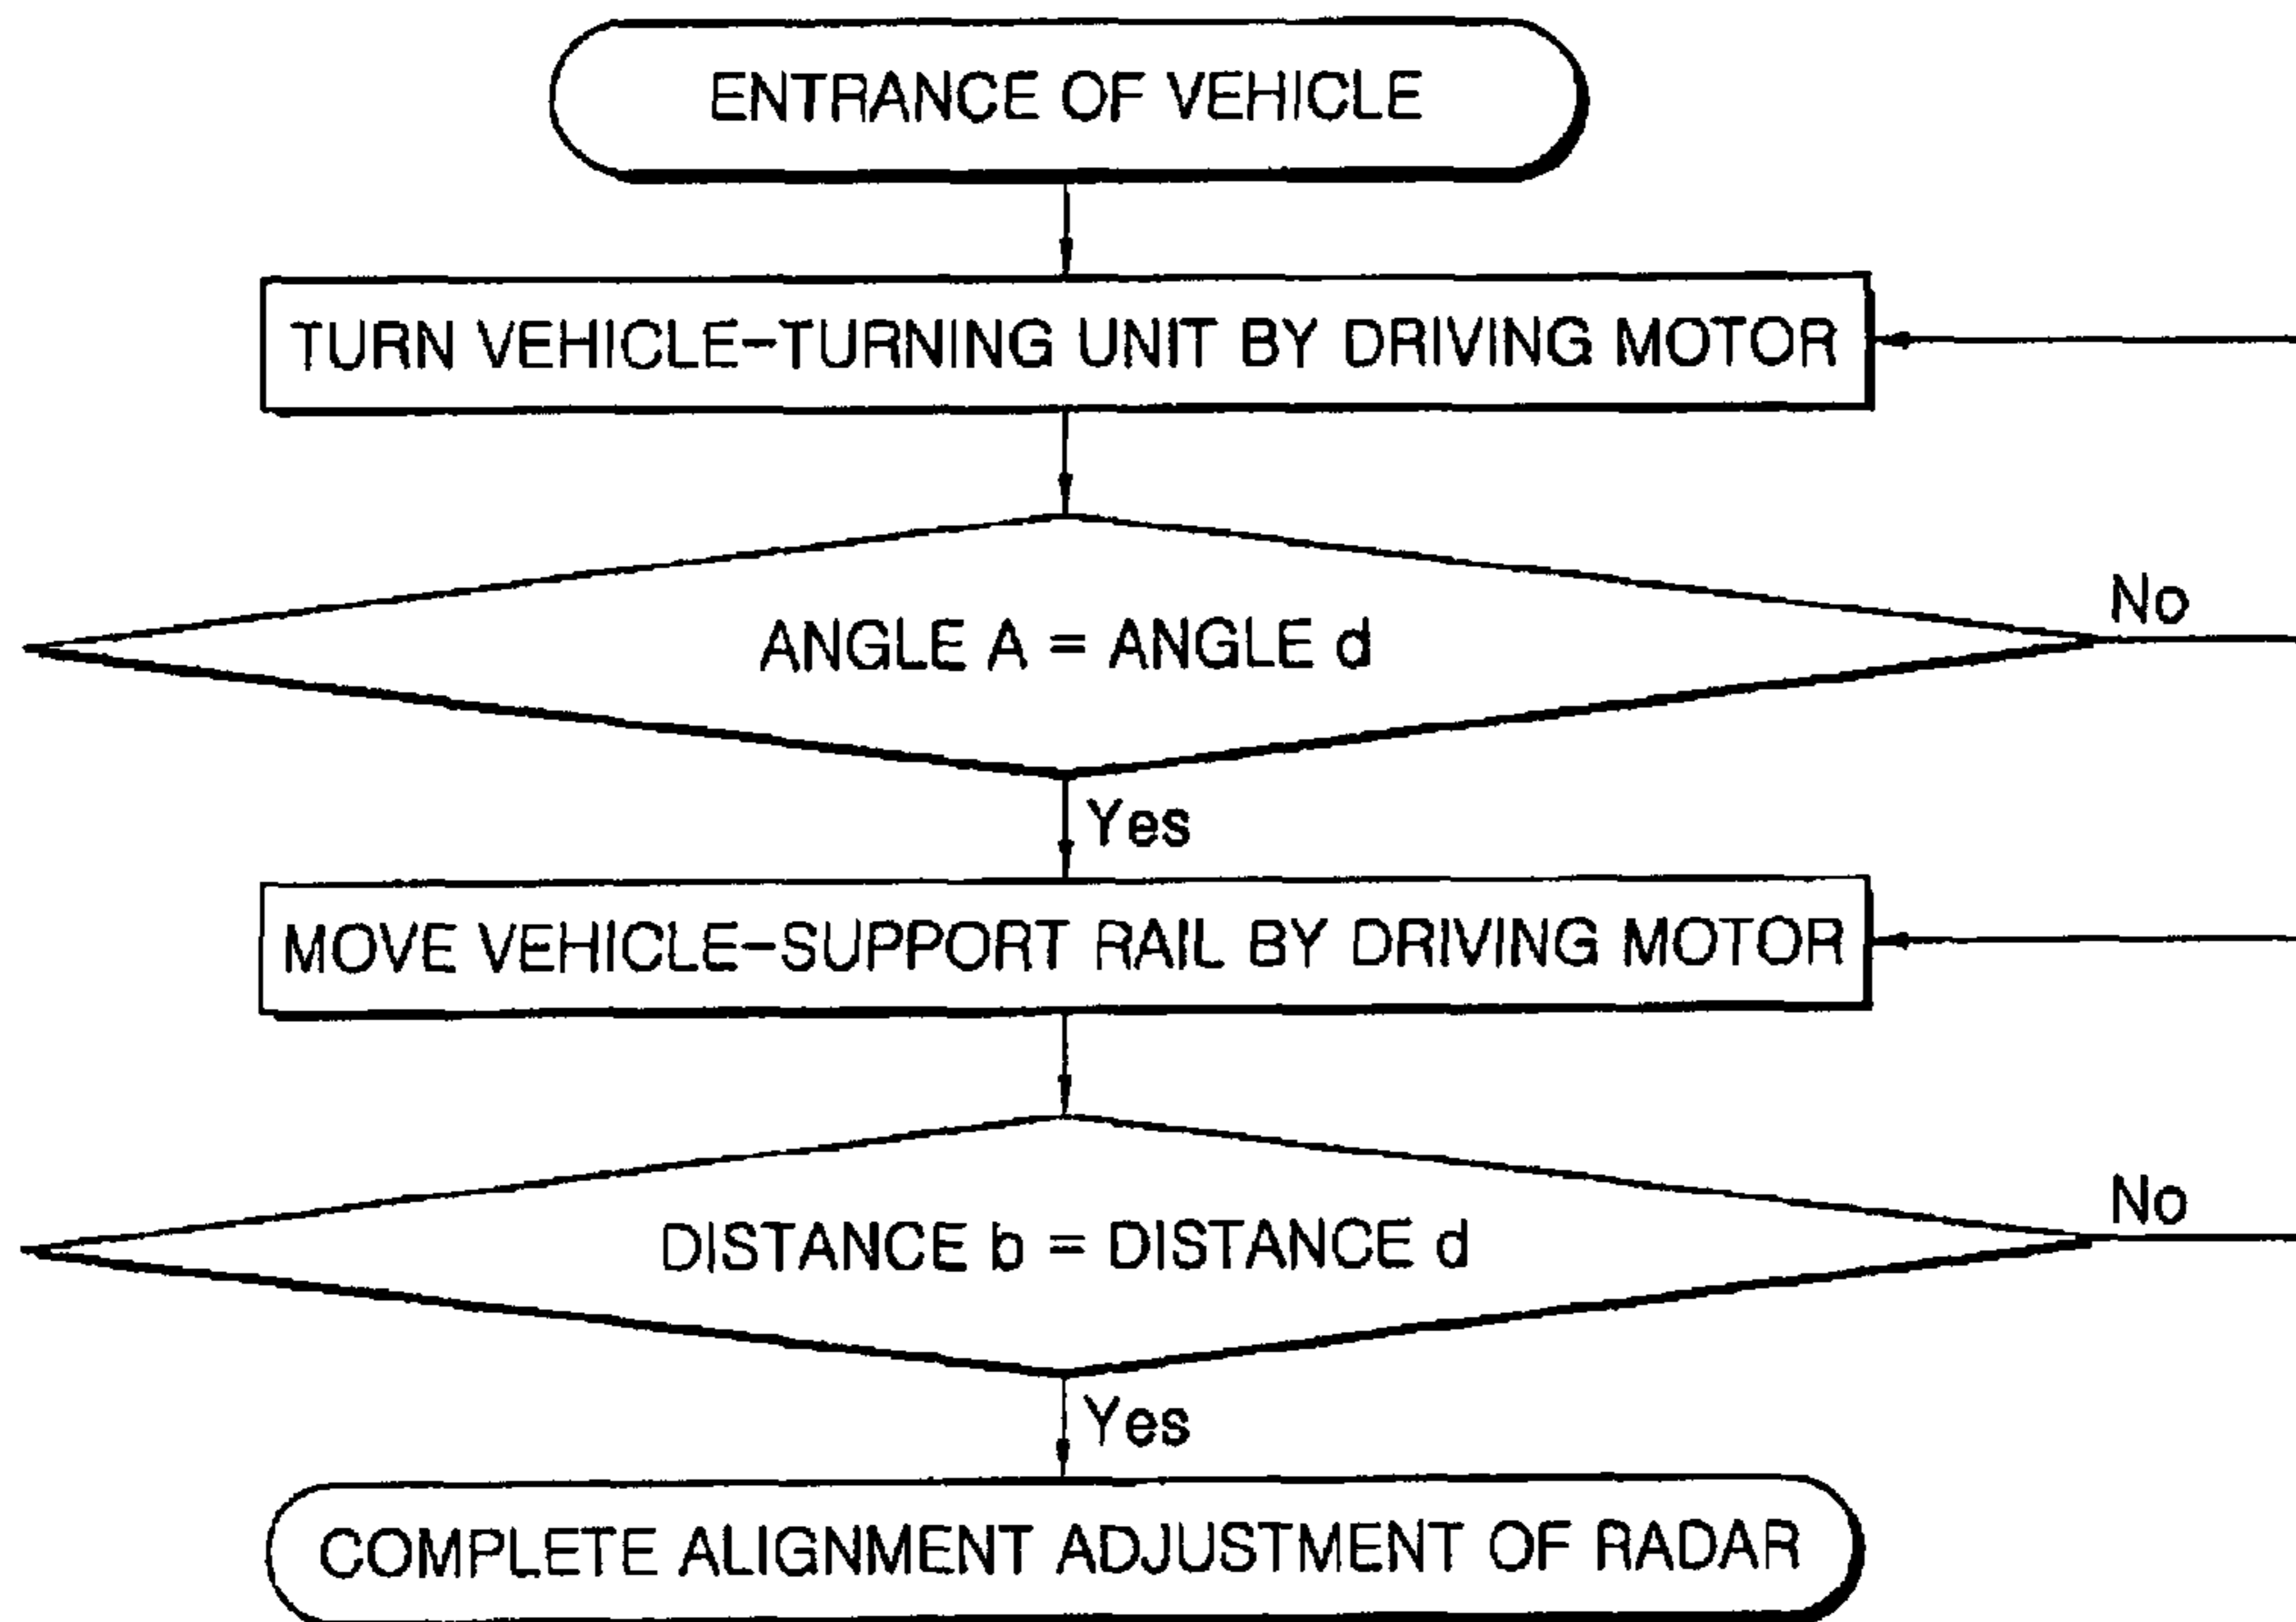 ENTRANCE OF VEHICLE
TURN VEHICLE-TURNING UNIT BY DRIVING MOTOR
No
ANGLE A = ANGLE d
Yes
MOVE VEHICLE-SUPPORT RAIL BY DRIVING MOTOR
No
DISTANCE b = DISTANCE d
Yes
COMPLETE ALIGNMENT ADJUSTMENT OF RADAR